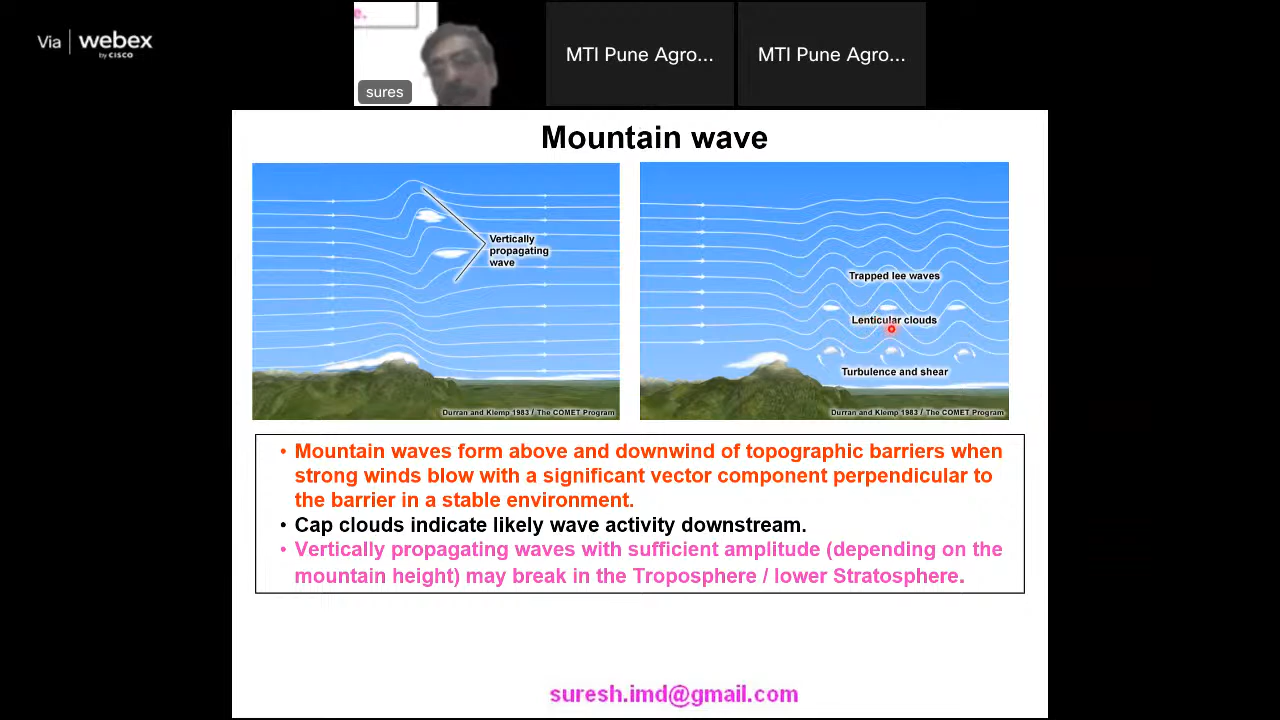 e.
Via webex
by CISCO
sures
MTI Pune Agro...
MTI Pune Agro...
Mountain wave
Vertically
propagating
wave
Durran and Klemp 1983 / The COMET Program
Trapped lee waves
Lenticular clouds
Turbulence and shear
Durran and Klemp 1983 / The COMET Program
• Mountain waves form above and downwind of topographic barriers when
strong winds blow with a significant vector component perpendicular to
the barrier in a stable environment.
• Cap clouds indicate likely wave activity downstream.
• Vertically propagating waves with sufficient amplitude (depending on the
mountain height) may break in the Troposphere / lower Stratosphere.
suresh.imd@gmail.com